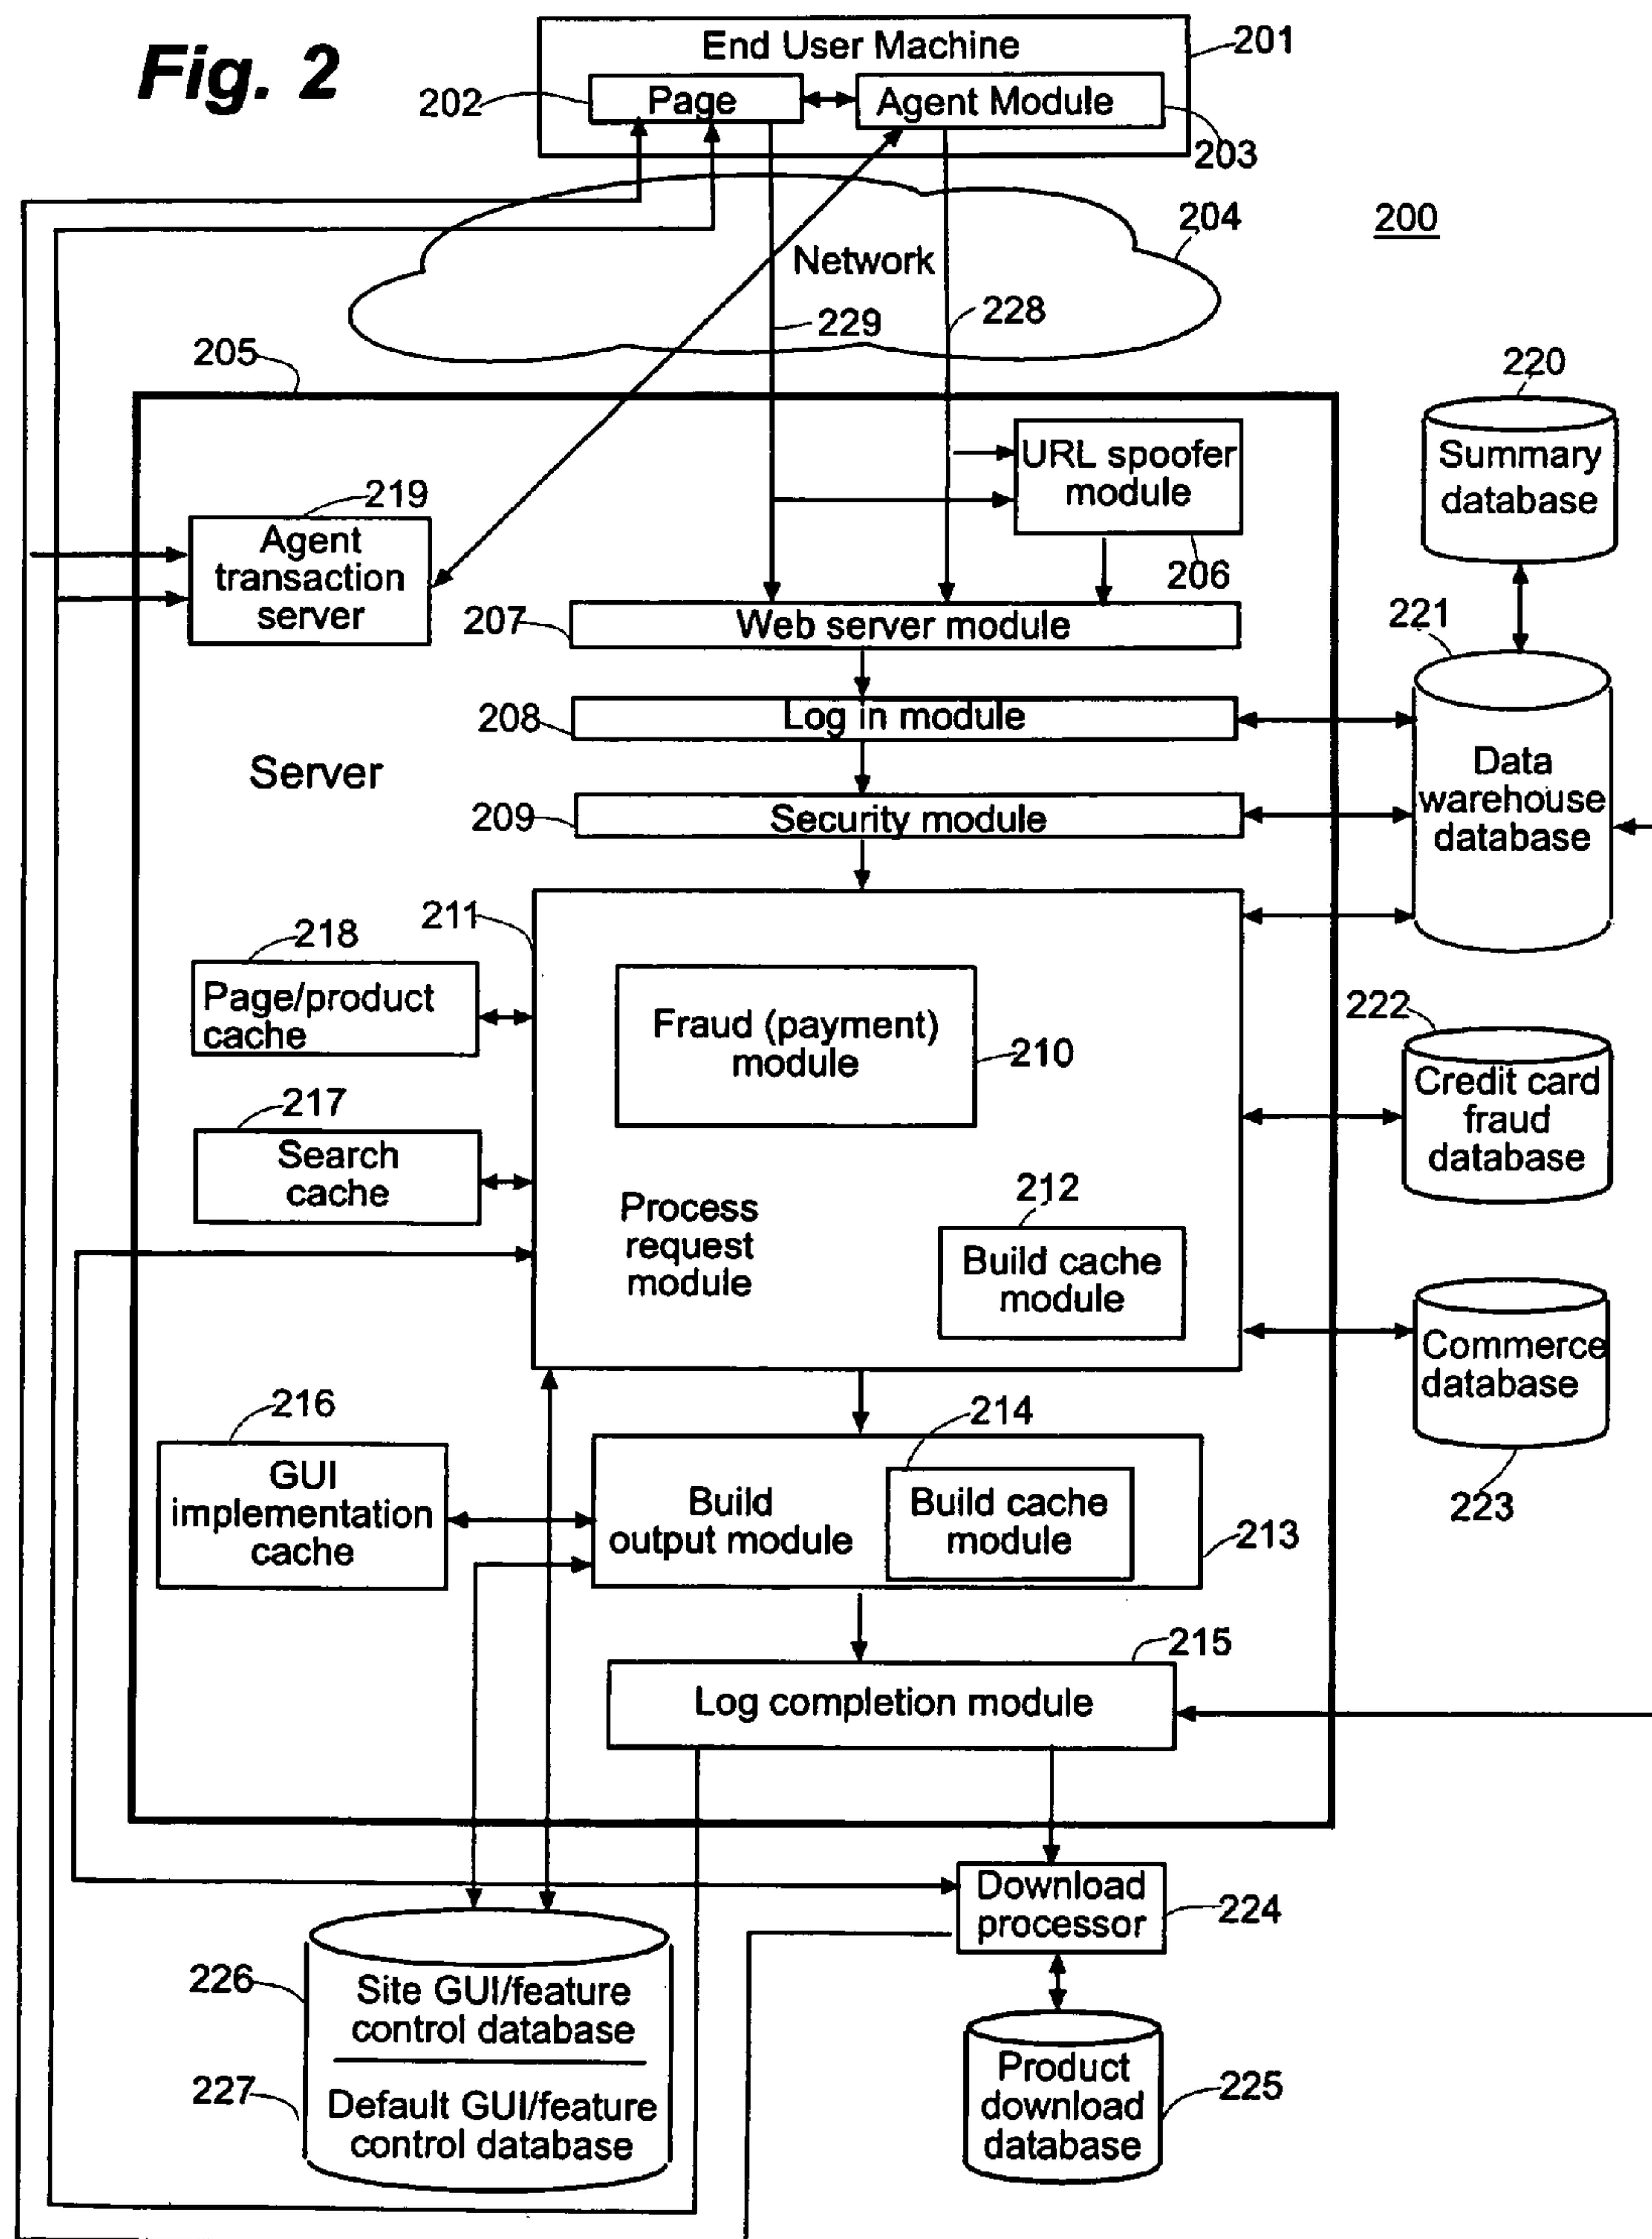 Fig. 2
End User Machine
201
202
Page
Agent Module
203
200
204
Network
229
228
205
220
URL spoofer
module
Summary
database
219
Agent
transaction
server
206
221
207
Web server module
208
Log in module
Server
Data
warehouse
database
209
Security module
211
218
Page/product
cache
Fraud (payment)
module
210
222
Credit card
fraud
database
217
Search
cache
212
Process
request
module
Build cache
module
Commerce
database
216
214
GUI
implementation
cache
Build
output module
Build cache
module
213
223
215
Log completion module
Download
processor
224
226
Site GUI/feature
control database
227
Default GUI/feature
control database
Product
download
database
225